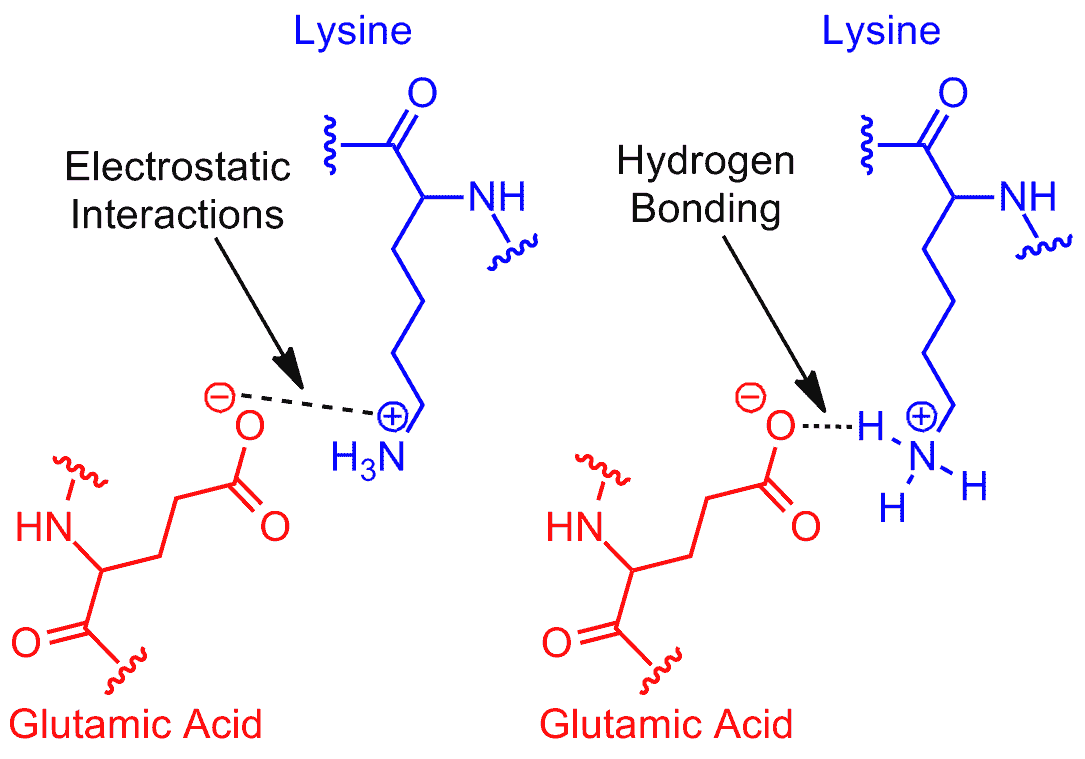 Lysine
O
NH
Electrostatic
Interactions
⊖
O
⊕
H₃N
O
HN
O
Glutamic Acid
Lysine
O
NH
Hydrogen
Bonding
⊖
O
H
⊕
N
H
H
O
HN
O
Glutamic Acid